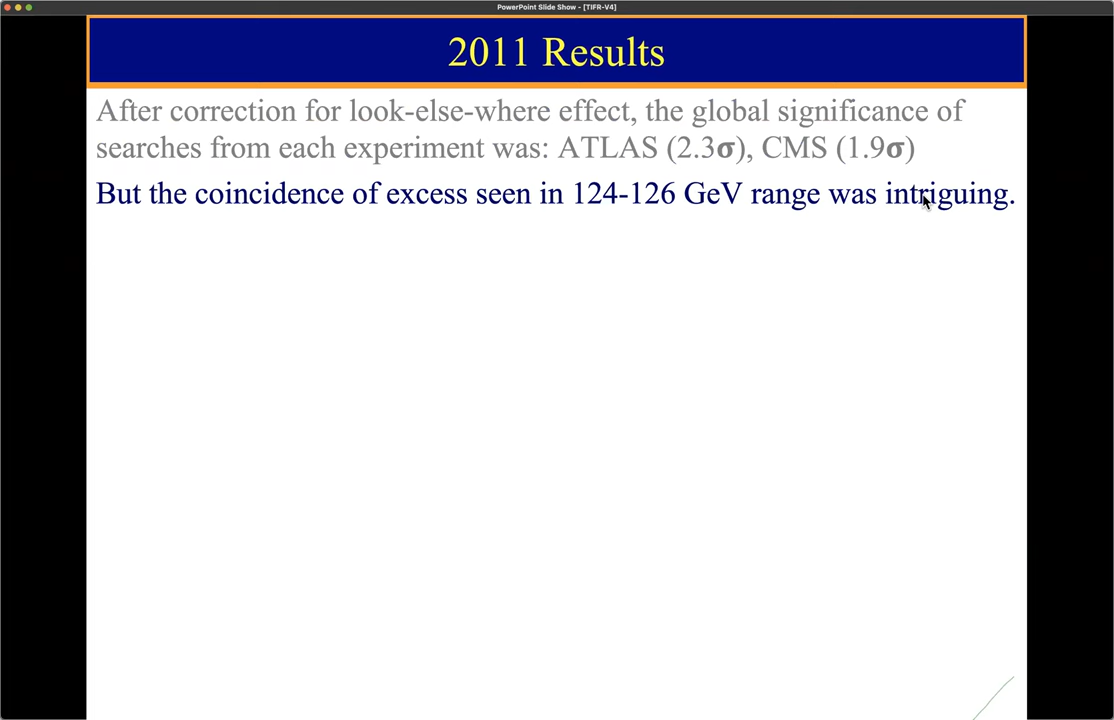 PowerPoint Slide Show - [TIFR-V4]
2011 Results
After correction for look-else-where effect, the global significance of
searches from each experiment was: ATLAS (2.3σ), CMS (1.9σ)
But the coincidence of excess seen in 124-126 GeV range was intriguing.